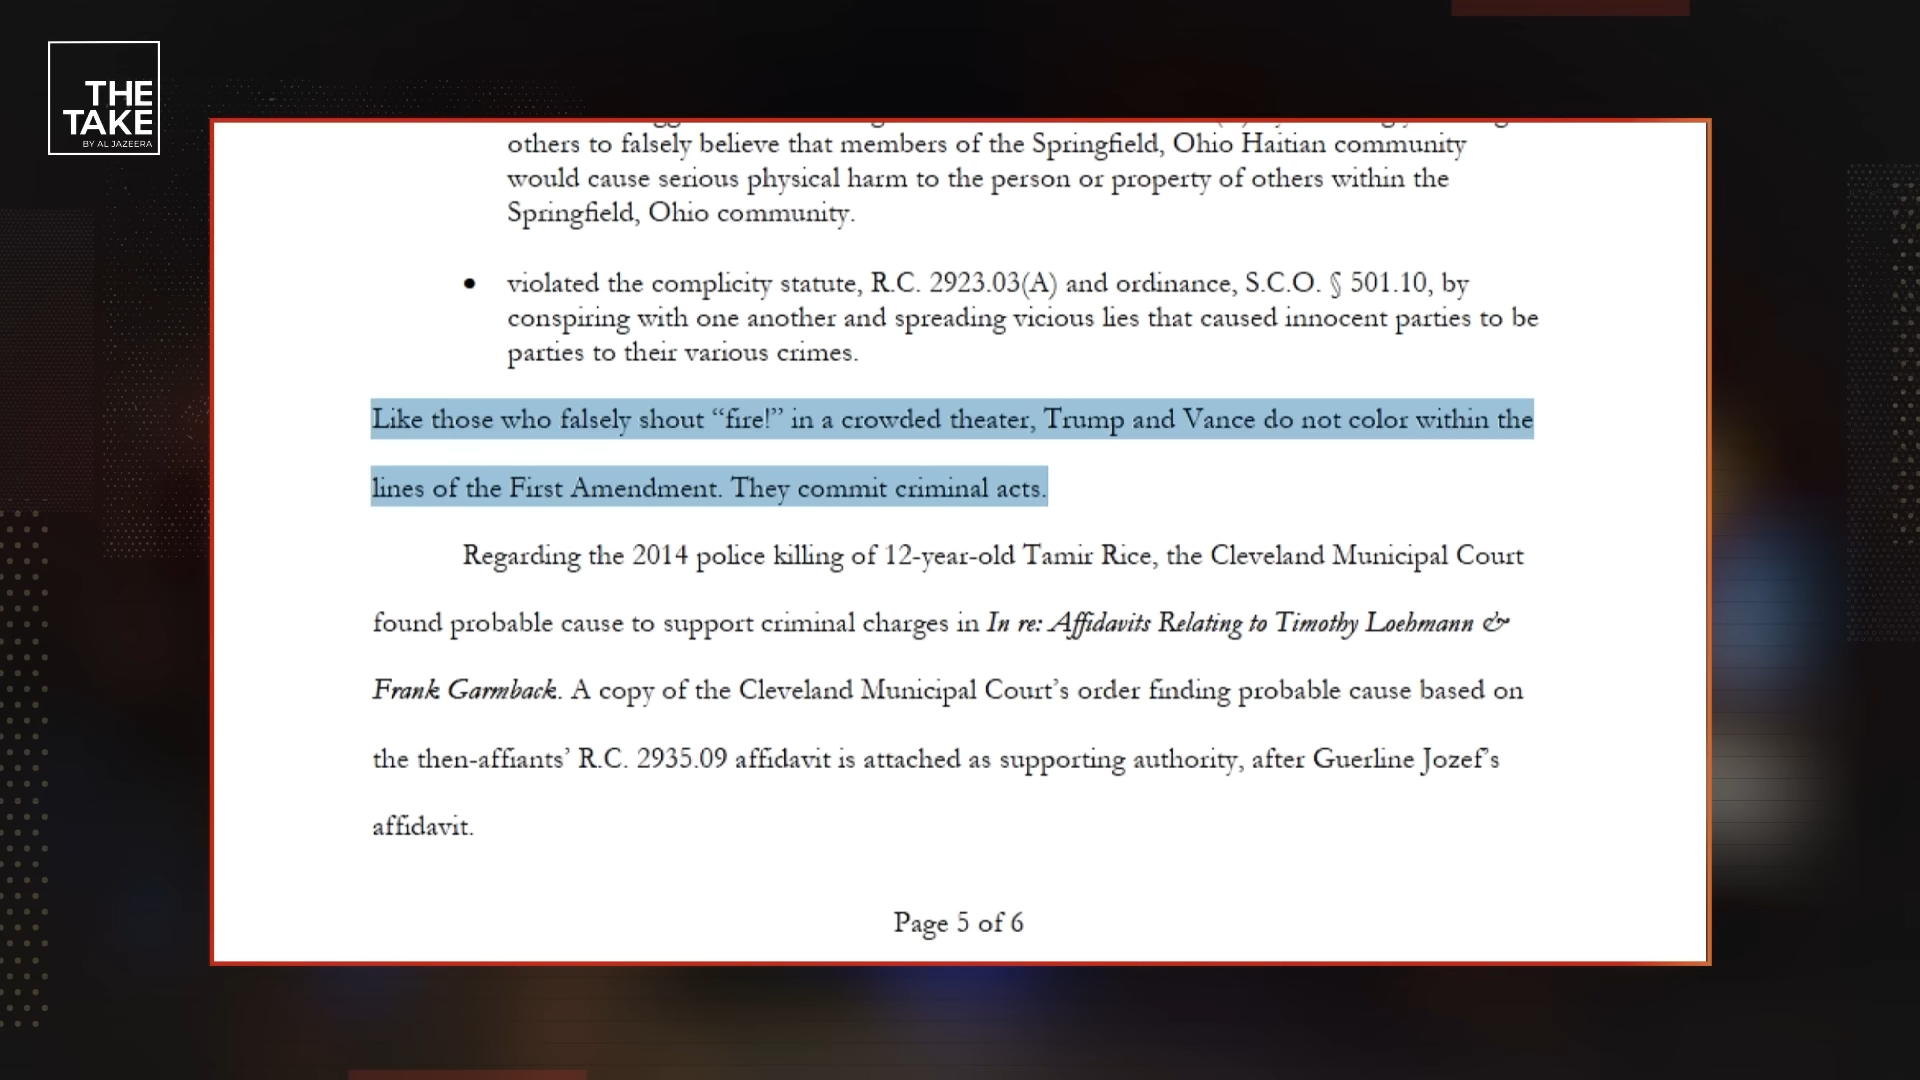 THE
TAKE
BY AL JAZEERA
others to falsely believe that members of the Springfield, Ohio Haitian community
would cause serious physical harm to the person or property of others within the
Springfield, Ohio community.
• violated the complicity statute, R.C. 2923.03(A) and ordinance, S.C.O. § 501.10, by
conspiring with one another and spreading vicious lies that caused innocent parties to be
parties to their various crimes.
Like those who falsely shout “fire!” in a crowded theater, Trump and Vance do not color within the
lines of the First Amendment. They commit criminal acts.
Regarding the 2014 police killing of 12-year-old Tamir Rice, the Cleveland Municipal Court
found probable cause to support criminal charges in In re: Affidavits Relating to Timothy Loehmann &
Frank Garmback. A copy of the Cleveland Municipal Court’s order finding probable cause based on
the then-affiants’ R.C. 2935.09 affidavit is attached as supporting authority, after Guerline Jozef’s
affidavit.
Page 5 of 6